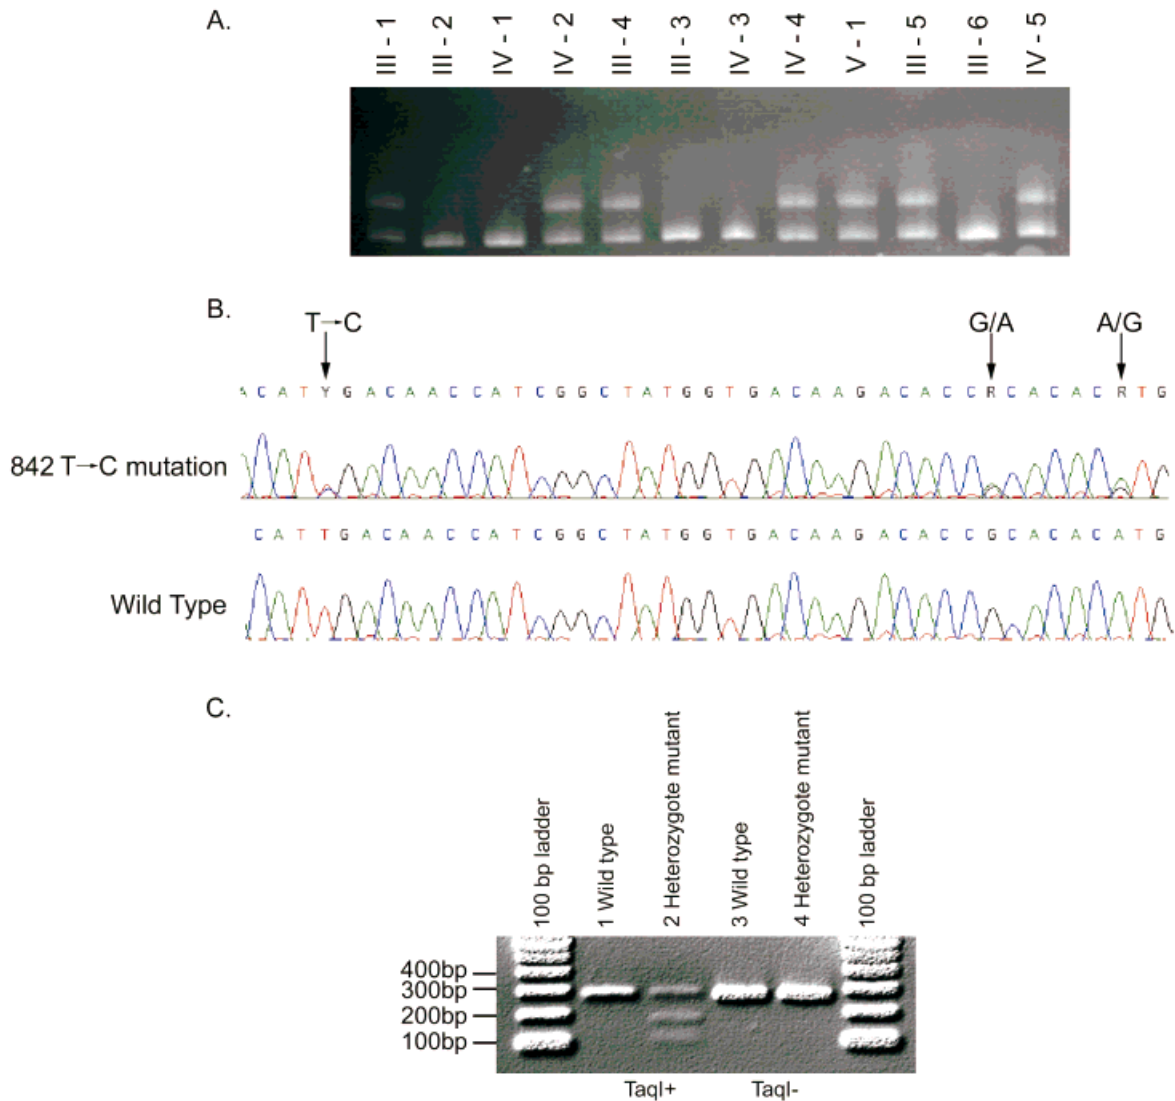 A.
III - 1 III - 2 IV - 1 IV - 2 III - 4 III - 3 IV - 3 IV - 4 V - 1 III - 5 III - 6 IV - 5
B.
T→C G/A A/G
A C A T Y G A C A A C C A T C G G C T A T G G T G A C A A G A C A C C R C A C A C R T G
842 T→C mutation
C A T T G A C A A C C A T C G G C T A T G G T G A C A A G A C A C C G C A C A C A T G
Wild Type
C.
100 bp ladder
1 Wild type
2 Heterozygote mutant
3 Wild type
4 Heterozygote mutant
100 bp ladder
400bp
300bp
200bp
100bp
TaqI+ TaqI-